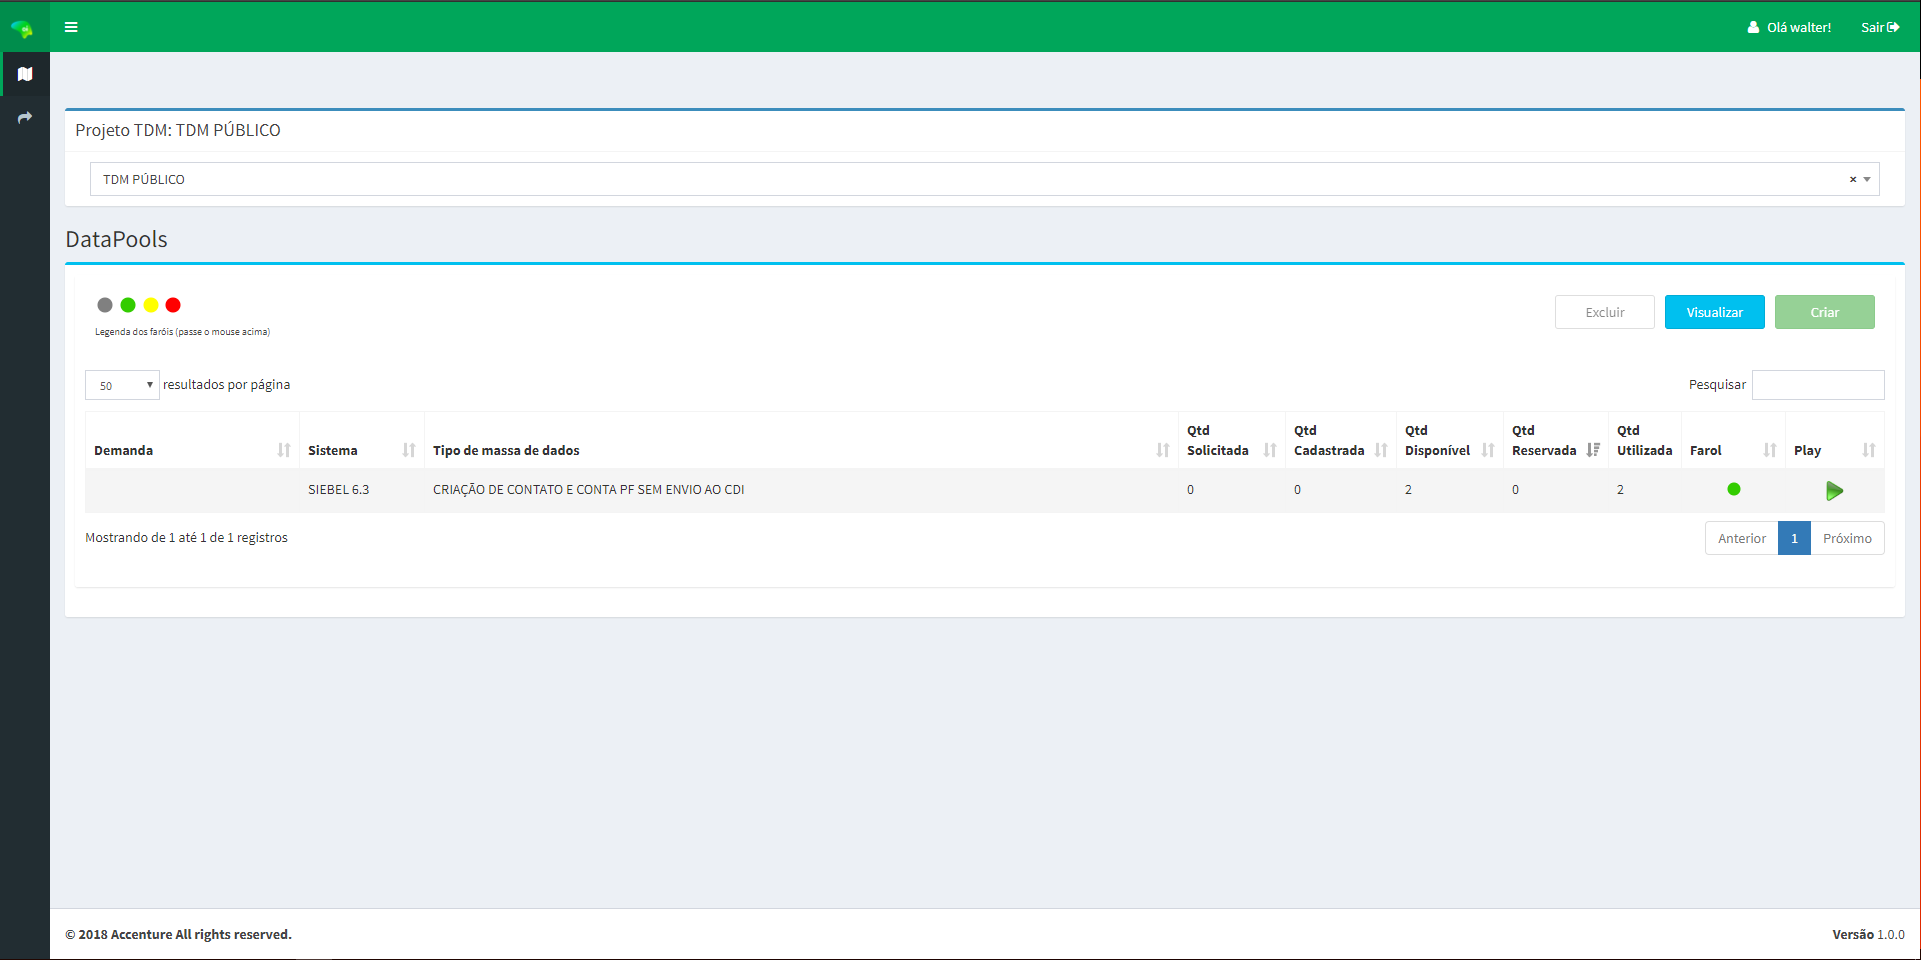 Olá walter!
Sair
Projeto TDM: TDM PÚBLICO
TDM PÚBLICO
×
DataPools
Legenda dos faróis (passe o mouse acima)
Excluir
Visualizar
Criar
50
resultados por página
Pesquisar
Demanda
Sistema
Tipo de massa de dados
Qtd Solicitada
Qtd Cadastrada
Qtd Disponível
Qtd Reservada
Qtd Utilizada
Farol
Play
SIEBEL 6.3
CRIAÇÃO DE CONTATO E CONTA PF SEM ENVIO AO CDI
0
0
2
0
2
Mostrando de 1 até 1 de 1 registros
Anterior
1
Próximo
© 2018 Accenture All rights reserved.
Versão 1.0.0